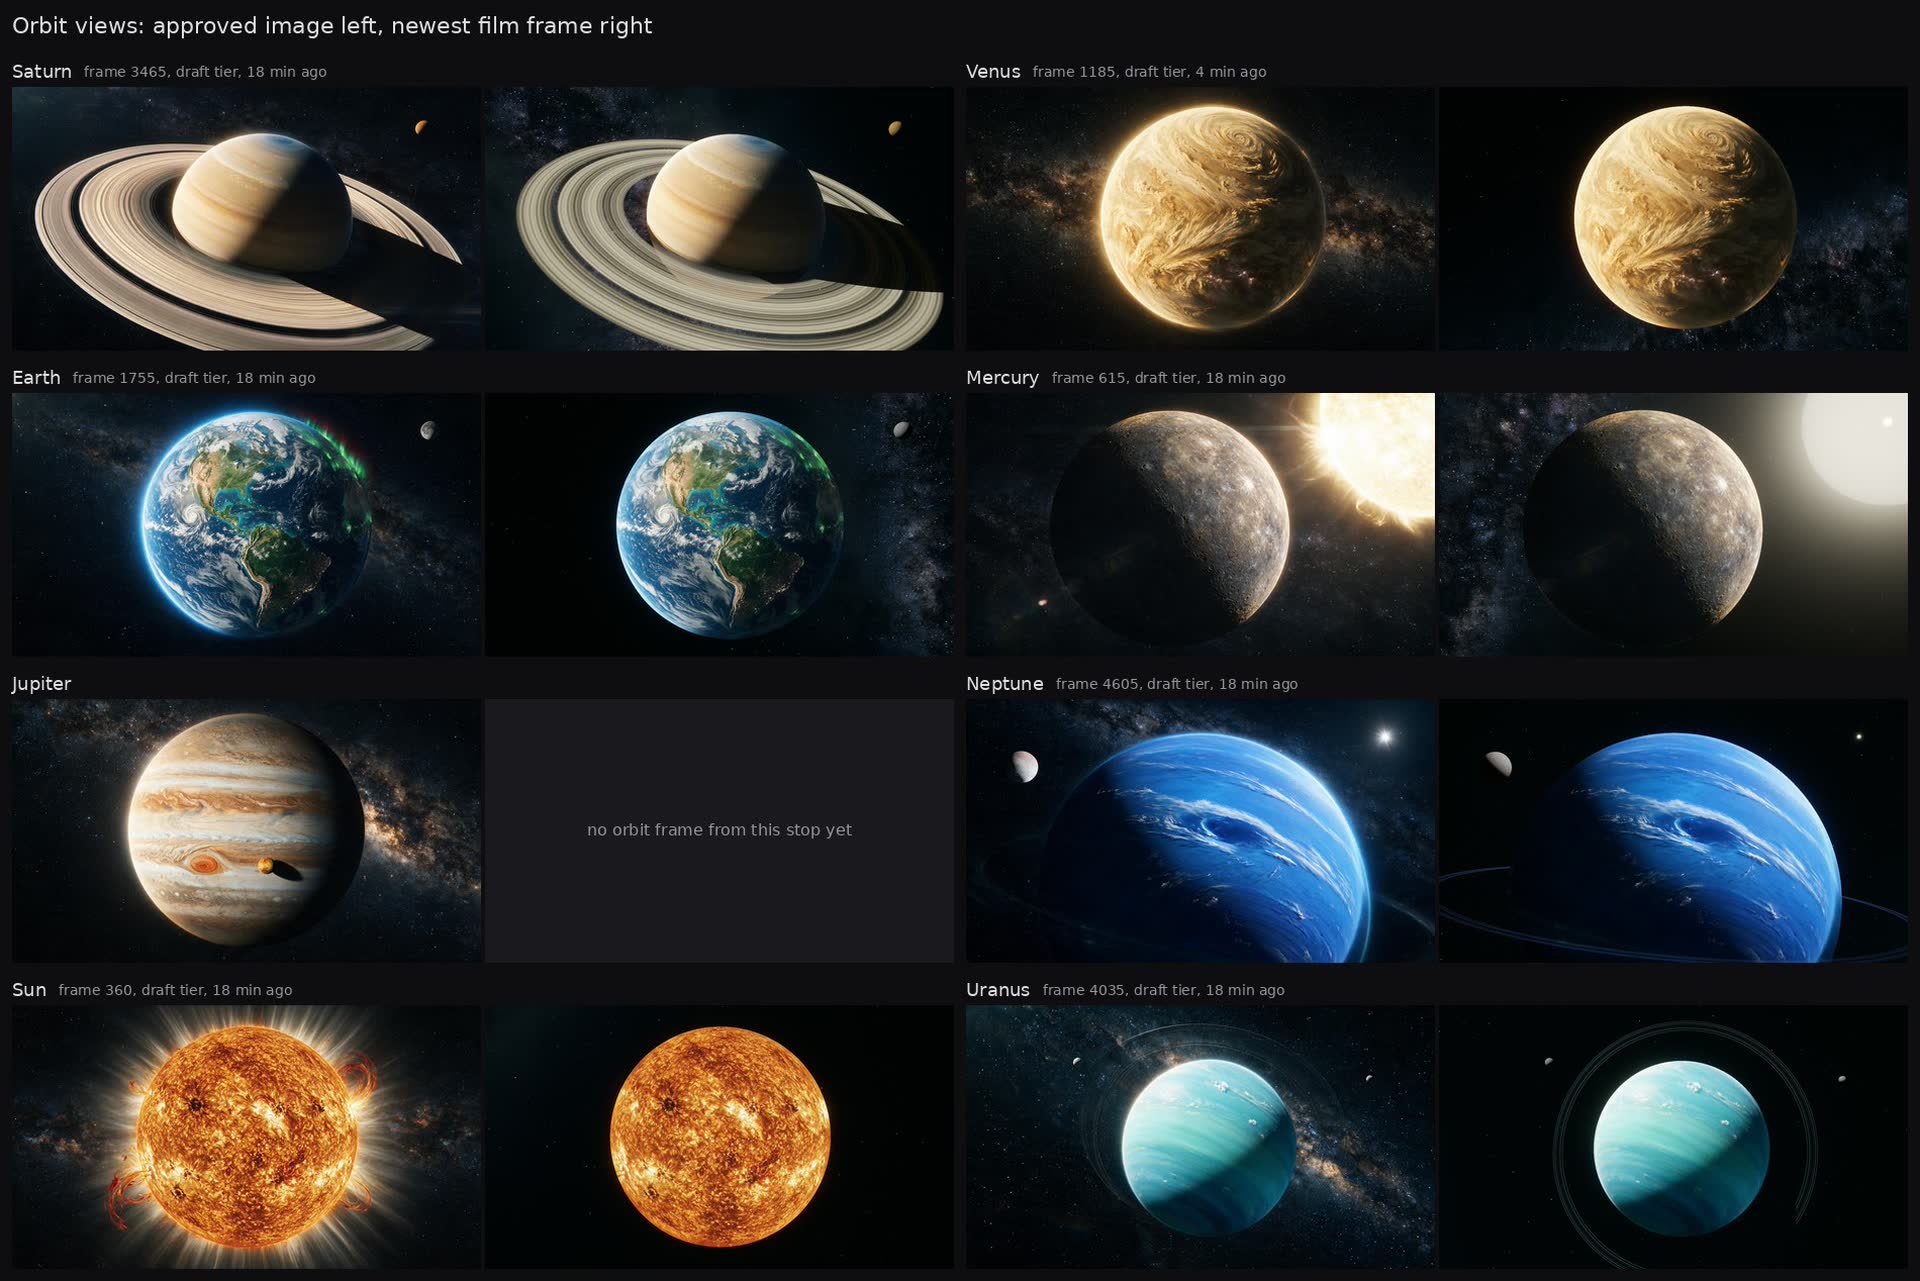 Orbit views: approved image left, newest film frame right
Saturn frame 3465, draft tier, 18 min ago
Venus frame 1185, draft tier, 4 min ago
Earth frame 1755, draft tier, 18 min ago
Mercury frame 615, draft tier, 18 min ago
Jupiter
no orbit frame from this stop yet
Neptune frame 4605, draft tier, 18 min ago
Sun frame 360, draft tier, 18 min ago
Uranus frame 4035, draft tier, 18 min ago